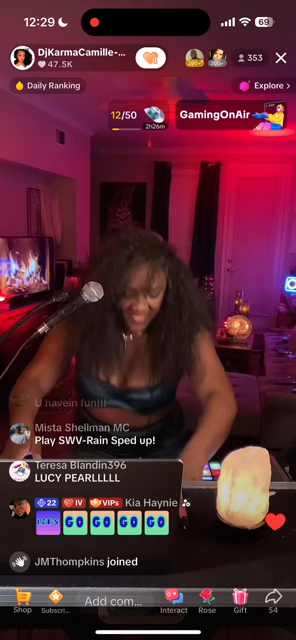 12:29
69
DjKarmaCamille-...
47.5K
353
Daily Ranking
Explore >
12/50
2h26m
GamingOnAir
U havein fun!!!
Mista Shellman MC
Play SWV-Rain Sped up!
Teresa Blandin396
LUCY PEARLLLLL
22 IV VIPs Kia Haynie
LET'S GO GO GO GO
JMThompkins joined
Add com...
Shop
Subscri...
Interact
Rose
Gift
54